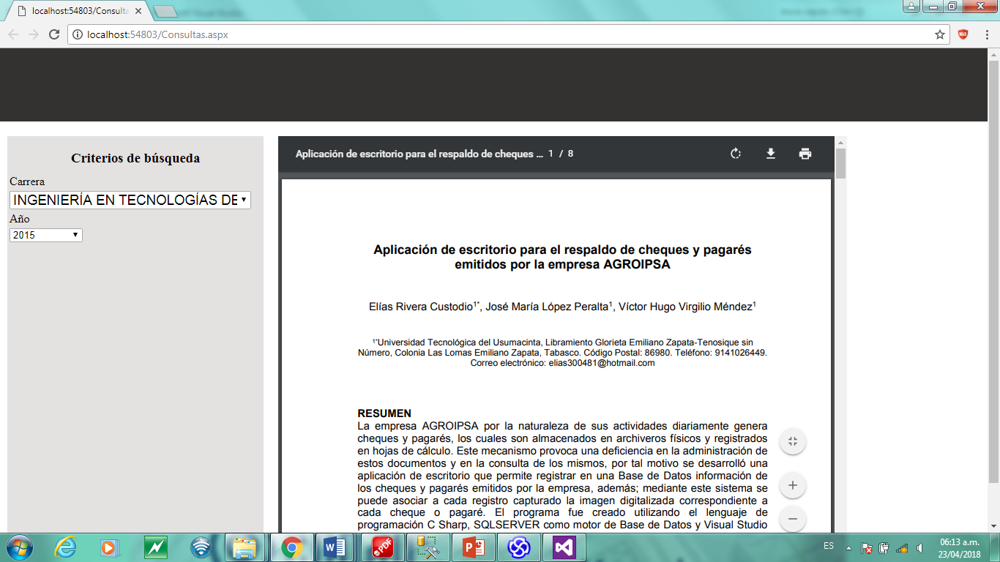 localhost:54803/Consulta
localhost:54803/Consultas.aspx
Criterios de búsqueda
Carrera
INGENIERÍA EN TECNOLOGÍAS DE
Año
2015
Aplicación de escritorio para el respaldo de cheques ... 1 / 8
Aplicación de escritorio para el respaldo de cheques y pagarés
emitidos por la empresa AGROIPSA
Elías Rivera Custodio1*, José María López Peralta1, Víctor Hugo Virgilio Méndez1
1*Universidad Tecnológica del Usumacinta, Libramiento Glorieta Emiliano Zapata-Tenosique sin
Número, Colonia Las Lomas Emiliano Zapata, Tabasco. Código Postal: 86980. Teléfono: 9141026449.
Correo electrónico: elias300481@hotmail.com
RESUMEN
La empresa AGROIPSA por la naturaleza de sus actividades diariamente genera
cheques y pagarés, los cuales son almacenados en archiveros físicos y registrados
en hojas de cálculo. Este mecanismo provoca una deficiencia en la administración de
estos documentos y en la consulta de los mismos, por tal motivo se desarrolló una
aplicación de escritorio que permite registrar en una Base de Datos información de
los cheques y pagarés emitidos por la empresa, además; mediante este sistema se
puede asociar a cada registro capturado la imagen digitalizada correspondiente a
cada cheque o pagaré. El programa fue creado utilizando el lenguaje de
programación C Sharp, SQLSERVER como motor de Base de Datos y Visual Studio
ES
06:13 a.m.
23/04/2018